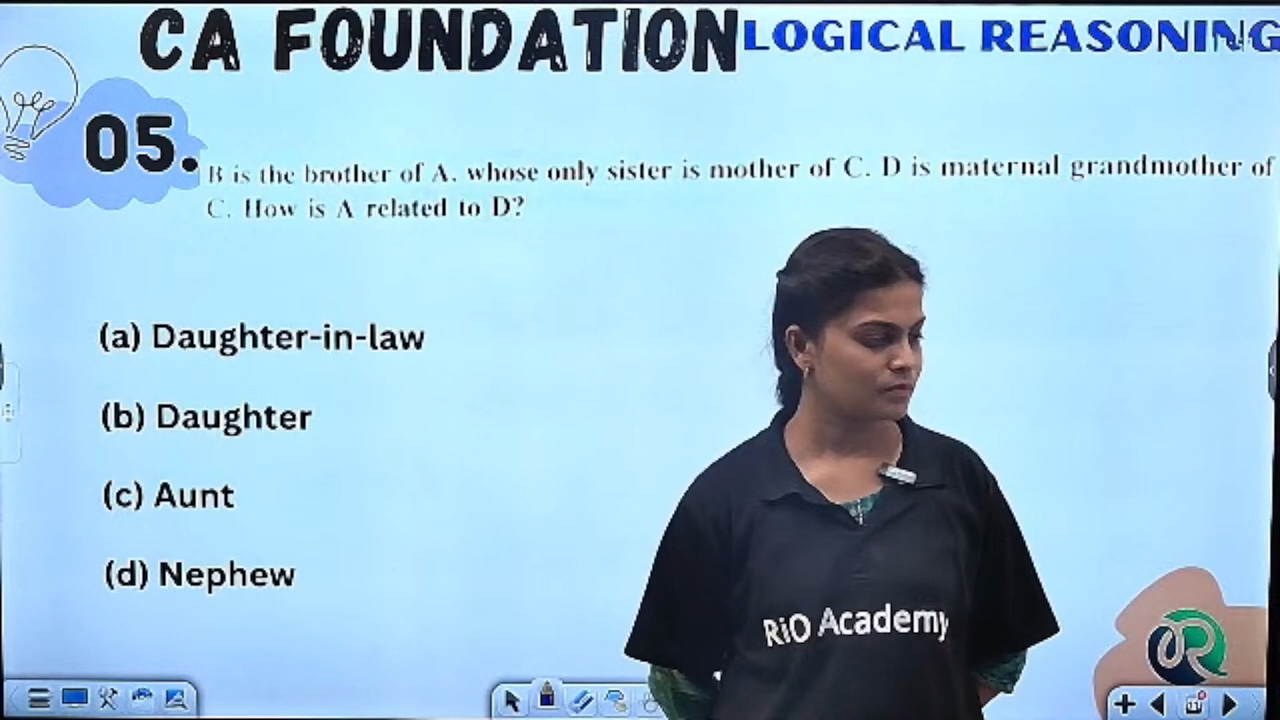 CA FOUNDATION LOGICAL REASONING
05.
B is the brother of A, whose only sister is mother of C. D is maternal grandmother of
C. How is A related to D?
(a) Daughter-in-law
(b) Daughter
(c) Aunt
(d) Nephew
RiO Academy